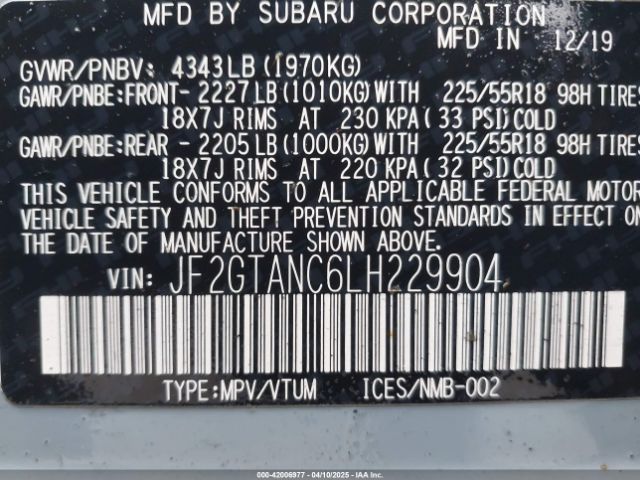 MFD BY SUBARU CORPORATION
MFD IN 12/19
GVWR/PNBV: 4343LB (1970KG)
GAWR/PNBE:FRONT- 2227LB(1010KG)WITH 225/55R18 98H TIRES
18X7J RIMS AT 230 KPA( 33 PSI)COLD
GAWR/PNBE:REAR - 2205LB(1000KG)WITH 225/55R18 98H TIRES
18X7J RIMS AT 220 KPA( 32 PSI)COLD
THIS VEHICLE CONFORMS TO ALL APPLICABLE FEDERAL MOTOR
VEHICLE SAFETY AND THEFT PREVENTION STANDARDS IN EFFECT ON
THE DATE OF MANUFACTURE SHOWN ABOVE.
VIN: JF2GTANC6LH229904
TYPE:MPV/VTUM ICES/NMB-002
000-42006977 - 04/10/2025 - IAAI, Inc.